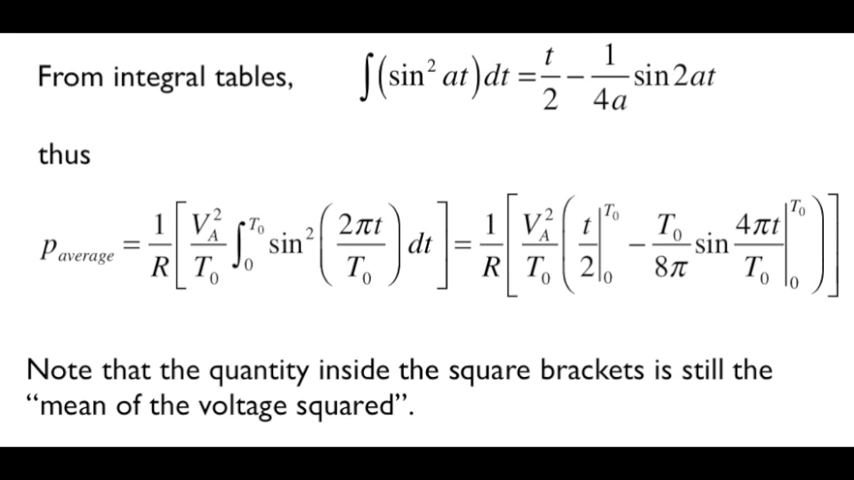 From integral tables, ∫(sin² at)dt = t/2 − 1/4a sin2at
thus
p_average = 1/R [ V_A²/T₀ ∫₀^T₀ sin²( 2πt/T₀ ) dt ] = 1/R [ V_A²/T₀ ( t/2 |₀^T₀ − T₀/8π sin 4πt/T₀ |₀^T₀ ) ]
Note that the quantity inside the square brackets is still the
“mean of the voltage squared”.